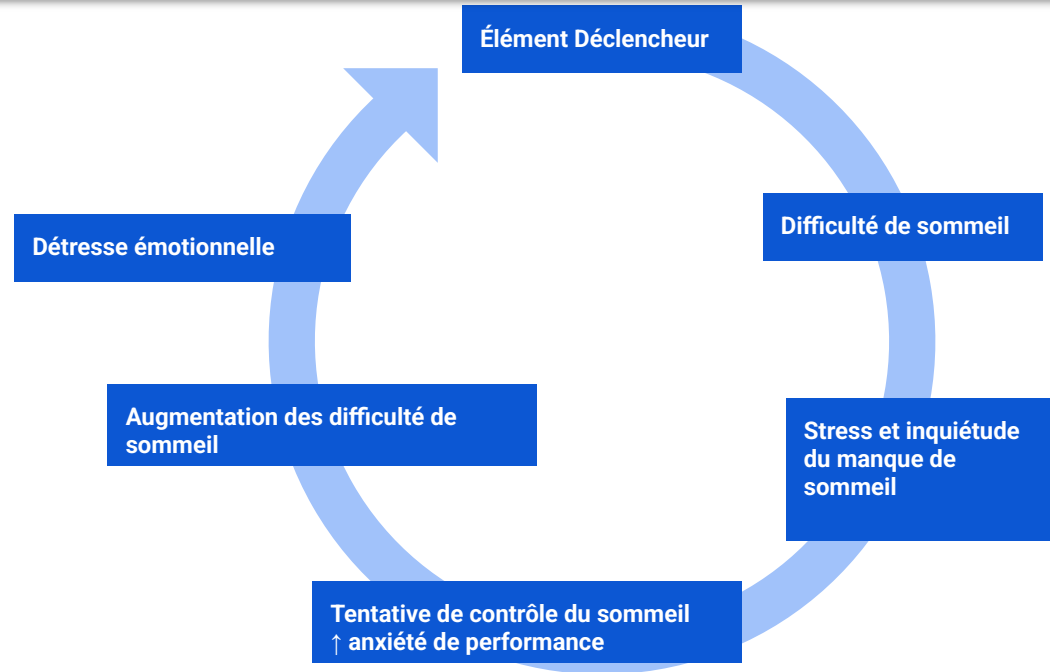 Élément Déclencheur
Difficulté de sommeil
Stress et inquiétude
du manque de
sommeil
Tentative de contrôle du sommeil
↑ anxiété de performance
Augmentation des difficulté de
sommeil
Détresse émotionnelle